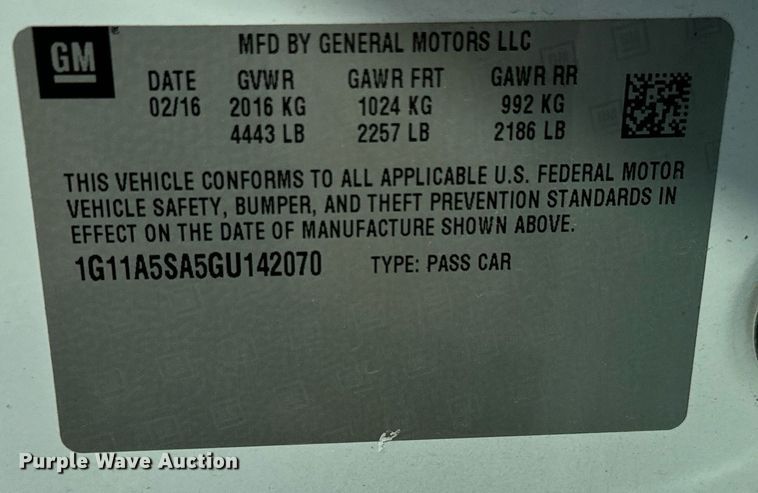 GM
MFD BY GENERAL MOTORS LLC
DATE GVWR GAWR FRT GAWR RR
02/16 2016 KG 1024 KG 992 KG
4443 LB 2257 LB 2186 LB
THIS VEHICLE CONFORMS TO ALL APPLICABLE U.S. FEDERAL MOTOR
VEHICLE SAFETY, BUMPER, AND THEFT PREVENTION STANDARDS IN
EFFECT ON THE DATE OF MANUFACTURE SHOWN ABOVE.
1G11A5SA5GU142070 TYPE: PASS CAR
Purple Wave Auction